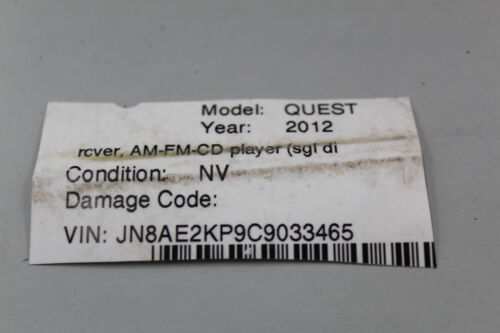 Model: QUEST
Year: 2012
rcver, AM-FM-CD player (sgl di
Condition: NV
Damage Code:
VIN: JN8AE2KP9C9033465